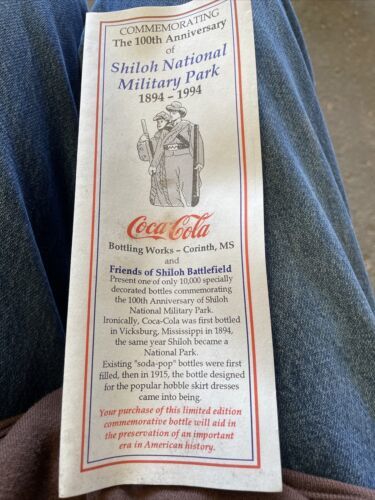 COMMEMORATING
The 100th Anniversary
of
Shiloh National
Military Park
1894 - 1994
Coca-Cola
Bottling Works - Corinth, MS
and
Friends of Shiloh Battlefield
Present one of only 10,000 specially
decorated bottles commemorating
the 100th Anniversary of Shiloh
National Military Park.
Ironically, Coca-Cola was first bottled
in Vicksburg, Mississippi in 1894,
the same year Shiloh became a
National Park.
Existing "soda-pop" bottles were first
filled, then in 1915, the bottle designed
for the popular hobble skirt dresses
came into being.
Your purchase of this limited edition
commemorative bottle will aid in
the preservation of an important
era in American history.